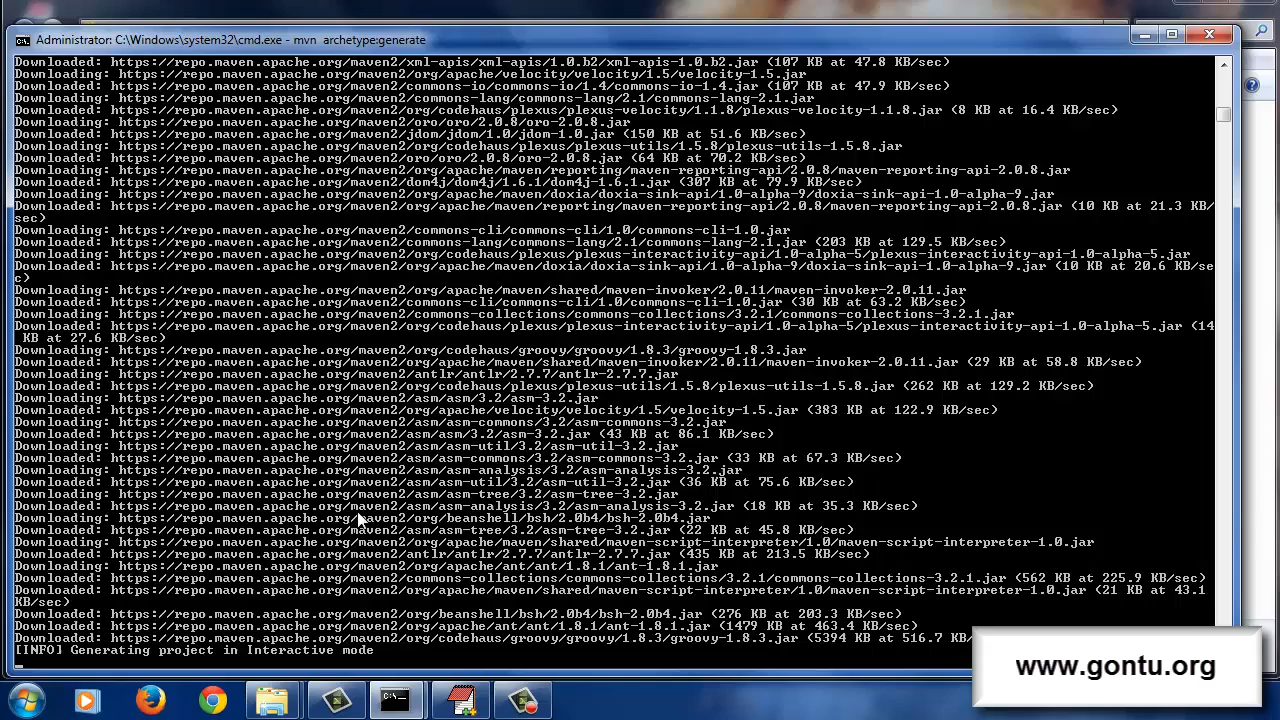 Administrator: C:\Windows\system32\cmd.exe - mvn  archetype:generate
Downloaded: https://repo.maven.apache.org/maven2/xml-apis/xml-apis/1.0.b2/xml-apis-1.0.b2.jar (107 KB at 47.8 KB/sec)
Downloading: https://repo.maven.apache.org/maven2/org/apache/velocity/velocity/1.5/velocity-1.5.jar
Downloaded: https://repo.maven.apache.org/maven2/commons-io/commons-io/1.4/commons-io-1.4.jar (107 KB at 47.9 KB/sec)
Downloading: https://repo.maven.apache.org/maven2/commons-lang/commons-lang/2.1/commons-lang-2.1.jar
Downloaded: https://repo.maven.apache.org/maven2/org/codehaus/plexus/plexus-velocity/1.1.8/plexus-velocity-1.1.8.jar (8 KB at 16.4 KB/sec)
Downloading: https://repo.maven.apache.org/maven2/oro/oro/2.0.8/oro-2.0.8.jar
Downloaded: https://repo.maven.apache.org/maven2/jdom/jdom/1.0/jdom-1.0.jar (150 KB at 51.6 KB/sec)
Downloading: https://repo.maven.apache.org/maven2/org/codehaus/plexus/plexus-utils/1.5.8/plexus-utils-1.5.8.jar
Downloaded: https://repo.maven.apache.org/maven2/oro/oro/2.0.8/oro-2.0.8.jar (64 KB at 70.2 KB/sec)
Downloading: https://repo.maven.apache.org/maven2/org/apache/maven/reporting/maven-reporting-api/2.0.8/maven-reporting-api-2.0.8.jar
Downloaded: https://repo.maven.apache.org/maven2/dom4j/dom4j/1.6.1/dom4j-1.6.1.jar (307 KB at 79.9 KB/sec)
Downloading: https://repo.maven.apache.org/maven2/org/apache/maven/doxia/doxia-sink-api/1.0-alpha-9/doxia-sink-api-1.0-alpha-9.jar
Downloaded: https://repo.maven.apache.org/maven2/org/apache/maven/reporting/maven-reporting-api/2.0.8/maven-reporting-api-2.0.8.jar (10 KB at 21.3 KB/
sec)
Downloading: https://repo.maven.apache.org/maven2/commons-cli/commons-cli/1.0/commons-cli-1.0.jar
Downloaded: https://repo.maven.apache.org/maven2/commons-lang/commons-lang/2.1/commons-lang-2.1.jar (203 KB at 129.5 KB/sec)
Downloading: https://repo.maven.apache.org/maven2/org/codehaus/plexus/plexus-interactivity-api/1.0-alpha-5/plexus-interactivity-api-1.0-alpha-5.jar
Downloaded: https://repo.maven.apache.org/maven2/org/apache/maven/doxia/doxia-sink-api/1.0-alpha-9/doxia-sink-api-1.0-alpha-9.jar (10 KB at 20.6 KB/se
c)
Downloading: https://repo.maven.apache.org/maven2/org/apache/maven/shared/maven-invoker/2.0.11/maven-invoker-2.0.11.jar
Downloaded: https://repo.maven.apache.org/maven2/commons-cli/commons-cli/1.0/commons-cli-1.0.jar (30 KB at 63.2 KB/sec)
Downloading: https://repo.maven.apache.org/maven2/commons-collections/commons-collections/3.2.1/commons-collections-3.2.1.jar
Downloaded: https://repo.maven.apache.org/maven2/org/codehaus/plexus/plexus-interactivity-api/1.0-alpha-5/plexus-interactivity-api-1.0-alpha-5.jar (14
 KB at 27.6 KB/sec)
Downloading: https://repo.maven.apache.org/maven2/org/codehaus/groovy/groovy/1.8.3/groovy-1.8.3.jar
Downloaded: https://repo.maven.apache.org/maven2/org/apache/maven/shared/maven-invoker/2.0.11/maven-invoker-2.0.11.jar (29 KB at 58.8 KB/sec)
Downloading: https://repo.maven.apache.org/maven2/antlr/antlr/2.7.7/antlr-2.7.7.jar
Downloaded: https://repo.maven.apache.org/maven2/org/codehaus/plexus/plexus-utils/1.5.8/plexus-utils-1.5.8.jar (262 KB at 129.2 KB/sec)
Downloading: https://repo.maven.apache.org/maven2/asm/asm/3.2/asm-3.2.jar
Downloaded: https://repo.maven.apache.org/maven2/org/apache/velocity/velocity/1.5/velocity-1.5.jar (383 KB at 122.9 KB/sec)
Downloading: https://repo.maven.apache.org/maven2/asm/asm-commons/3.2/asm-commons-3.2.jar
Downloaded: https://repo.maven.apache.org/maven2/asm/asm/3.2/asm-3.2.jar (43 KB at 86.1 KB/sec)
Downloading: https://repo.maven.apache.org/maven2/asm/asm-util/3.2/asm-util-3.2.jar
Downloaded: https://repo.maven.apache.org/maven2/asm/asm-commons/3.2/asm-commons-3.2.jar (33 KB at 67.3 KB/sec)
Downloading: https://repo.maven.apache.org/maven2/asm/asm-analysis/3.2/asm-analysis-3.2.jar
Downloaded: https://repo.maven.apache.org/maven2/asm/asm-util/3.2/asm-util-3.2.jar (36 KB at 75.6 KB/sec)
Downloading: https://repo.maven.apache.org/maven2/asm/asm-tree/3.2/asm-tree-3.2.jar
Downloaded: https://repo.maven.apache.org/maven2/asm/asm-analysis/3.2/asm-analysis-3.2.jar (18 KB at 35.3 KB/sec)
Downloading: https://repo.maven.apache.org/maven2/org/beanshell/bsh/2.0b4/bsh-2.0b4.jar
Downloaded: https://repo.maven.apache.org/maven2/asm/asm-tree/3.2/asm-tree-3.2.jar (22 KB at 45.8 KB/sec)
Downloading: https://repo.maven.apache.org/maven2/org/apache/maven/shared/maven-script-interpreter/1.0/maven-script-interpreter-1.0.jar
Downloaded: https://repo.maven.apache.org/maven2/antlr/antlr/2.7.7/antlr-2.7.7.jar (435 KB at 213.5 KB/sec)
Downloading: https://repo.maven.apache.org/maven2/org/apache/ant/ant/1.8.1/ant-1.8.1.jar
Downloaded: https://repo.maven.apache.org/maven2/commons-collections/commons-collections/3.2.1/commons-collections-3.2.1.jar (562 KB at 225.9 KB/sec)
Downloaded: https://repo.maven.apache.org/maven2/org/apache/maven/shared/maven-script-interpreter/1.0/maven-script-interpreter-1.0.jar (21 KB at 43.1
KB/sec)
Downloaded: https://repo.maven.apache.org/maven2/org/beanshell/bsh/2.0b4/bsh-2.0b4.jar (276 KB at 203.3 KB/sec)
Downloaded: https://repo.maven.apache.org/maven2/org/apache/ant/ant/1.8.1/ant-1.8.1.jar (1479 KB at 463.4 KB/sec)
Downloaded: https://repo.maven.apache.org/maven2/org/codehaus/groovy/groovy/1.8.3/groovy-1.8.3.jar (5394 KB at 516.7
[INFO] Generating project in Interactive mode
www.gontu.org